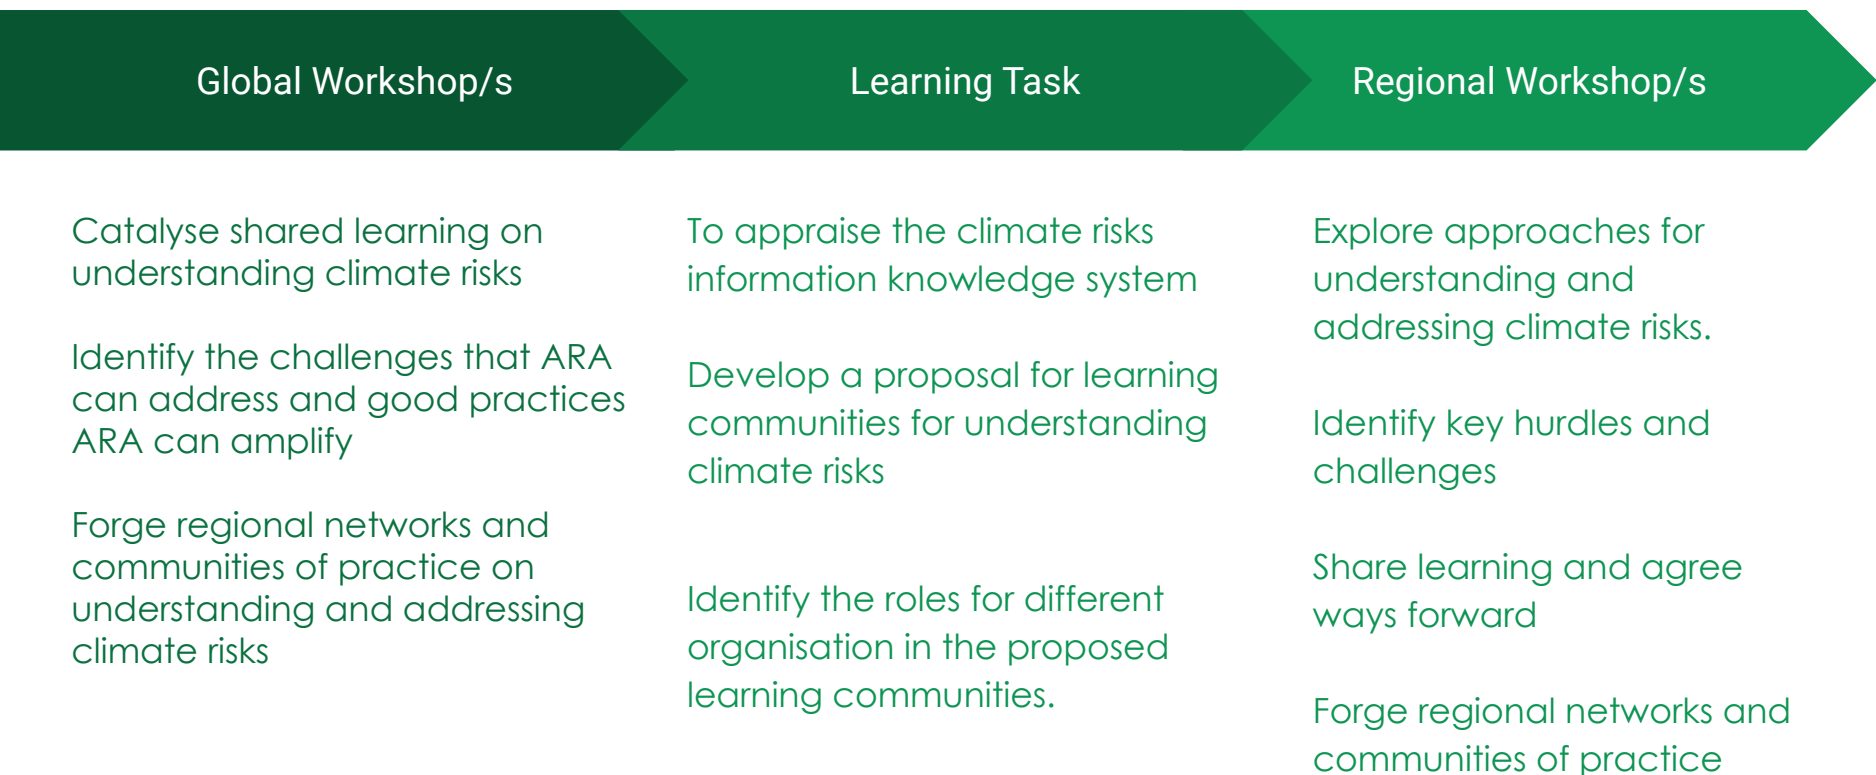 Global Workshop/s
Learning Task
Regional Workshop/s
Catalyse shared learning on
understanding climate risks
Identify the challenges that ARA
can address and good practices
ARA can amplify
Forge regional networks and
communities of practice on
understanding and addressing
climate risks
To appraise the climate risks
information knowledge system
Develop a proposal for learning
communities for understanding
climate risks
Identify the roles for different
organisation in the proposed
learning communities.
Explore approaches for
understanding and
addressing climate risks.
Identify key hurdles and
challenges
Share learning and agree
ways forward
Forge regional networks and
communities of practice